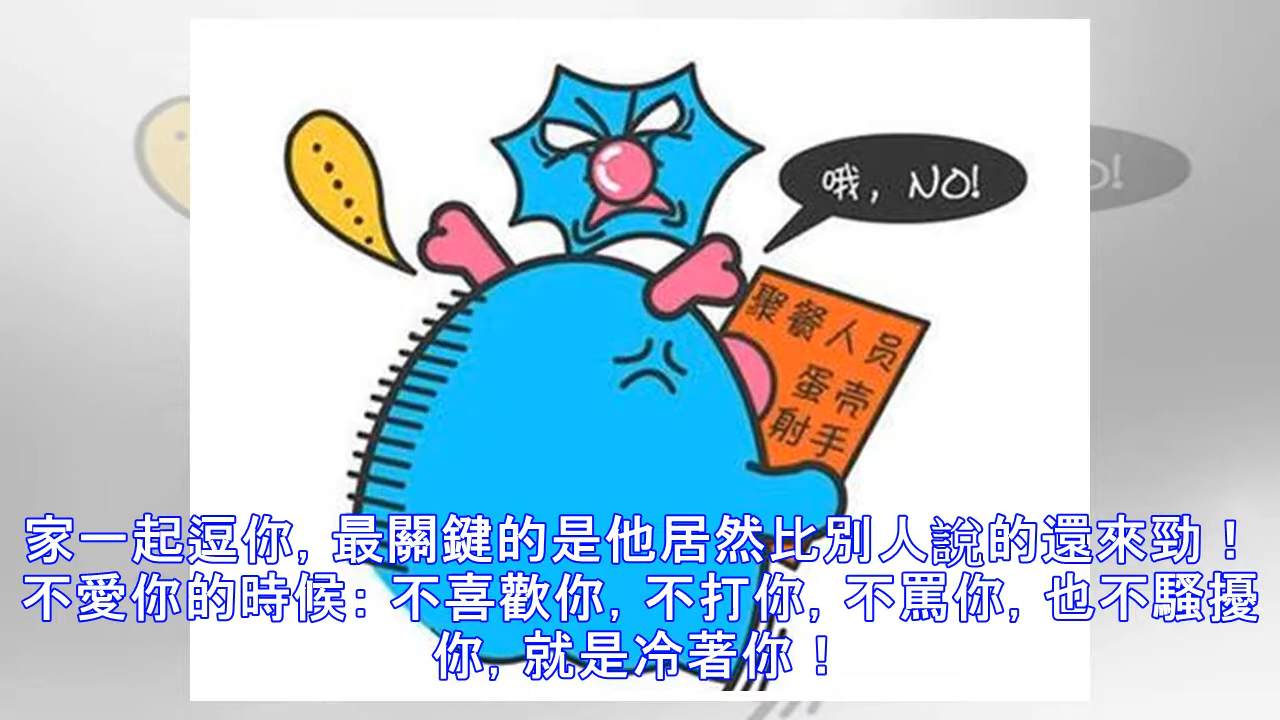 哦，NO!
聚餐人员
蛋壳
射手
家一起逗你, 最關鍵的是他居然比別人說的還來勁！
不愛你的時候: 不喜歡你, 不打你, 不罵你, 也不騷擾
你, 就是冷著你！